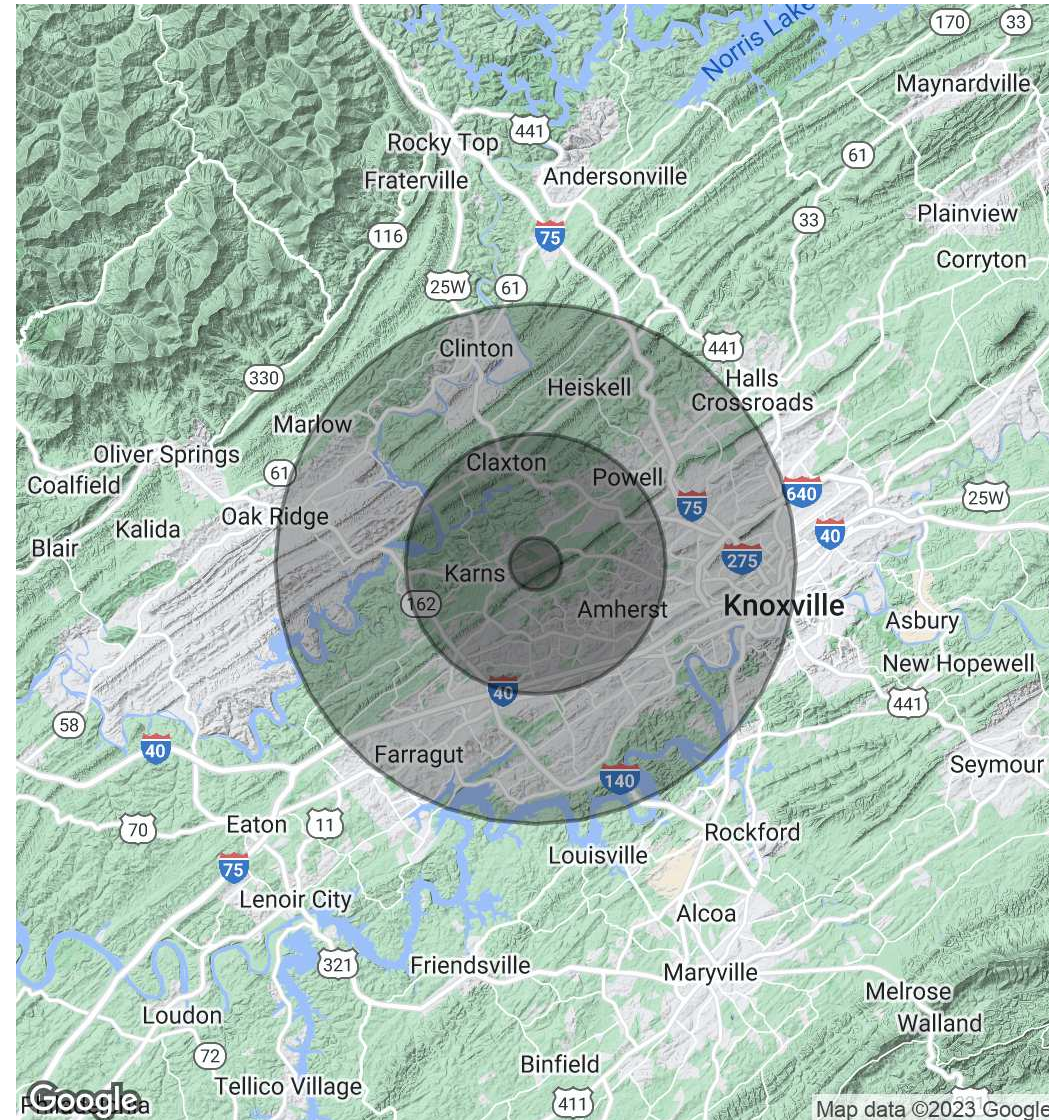 170
33
Norris Lake
Maynardville
441
Rocky Top
61
Fraterville
Andersonville
33
Plainview
116
75
Corryton
25W
61
Clinton
441
330
Heiskell
Halls
Crossroads
Marlow
Oliver Springs
Claxton
61
Powell
Coalfield
640
25W
75
Oak Ridge
Kalida
40
Blair
275
Karns
162
Amherst
Knoxville
Asbury
New Hopewell
40
441
58
40
Farragut
Seymour
140
Eaton
11
70
Rockford
Louisville
75
Lenoir City
Alcoa
321
Friendsville
Maryville
Melrose
Loudon
Walland
72
Binfield
Tellico Village
Google
411
Map data ©2023 Google